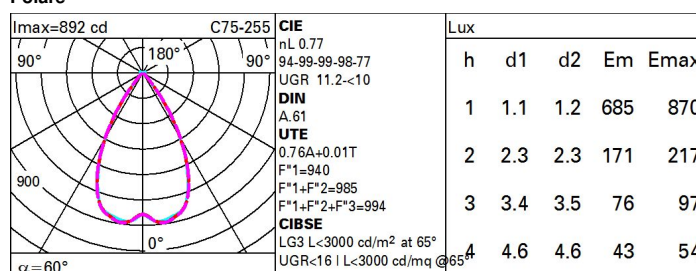 Imax=892 cd C75-255
90° 180° 90°
900
0°
α=60°
CIE
nL 0.77
94-99-99-98-77
UGR 11.2-<10
DIN
A.61
UTE
0.76A+0.01T
F"1=940
F"1+F"2=985
F"1+F"2+F"3=994
CIBSE
LG3 L<3000 cd/m² at 65°
UGR<16 | L<3000 cd/mq @65°
Lux
h d1 d2 Em Emax
1 1.1 1.2 685 870
2 2.3 2.3 171 217
3 3.4 3.5 76 97
4 4.6 4.6 43 54